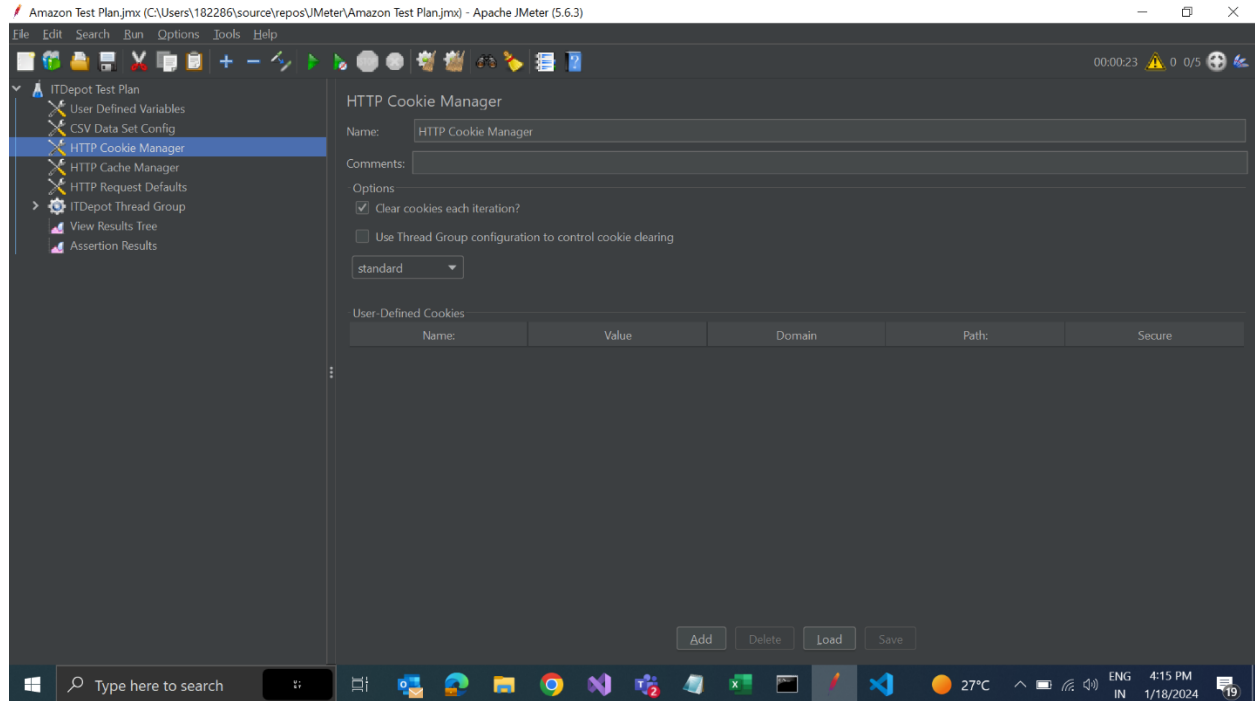 Amazon Test Plan.jmx (C:\Users\182286\source\repos\JMeter\Amazon Test Plan.jmx) - Apache JMeter (5.6.3)
File Edit Search Run Options Tools Help
00:00:23 0 0/5
ITDepot Test Plan
User Defined Variables
CSV Data Set Config
HTTP Cookie Manager
HTTP Cache Manager
HTTP Request Defaults
ITDepot Thread Group
View Results Tree
Assertion Results
HTTP Cookie Manager
Name: HTTP Cookie Manager
Comments:
Options
Clear cookies each iteration?
Use Thread Group configuration to control cookie clearing
standard
User-Defined Cookies
Name: Value Domain Path: Secure
Add Delete Load Save
Type here to search
27°C
ENG
IN
4:15 PM
1/18/2024
19